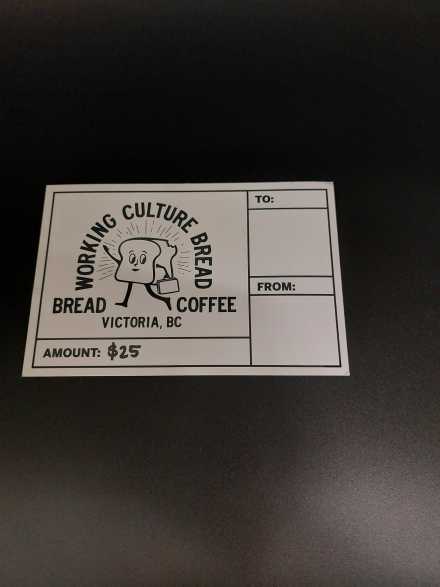 WORKING CULTURE BREAD
BREAD COFFEE
VICTORIA, BC
AMOUNT: $25
TO:
FROM: